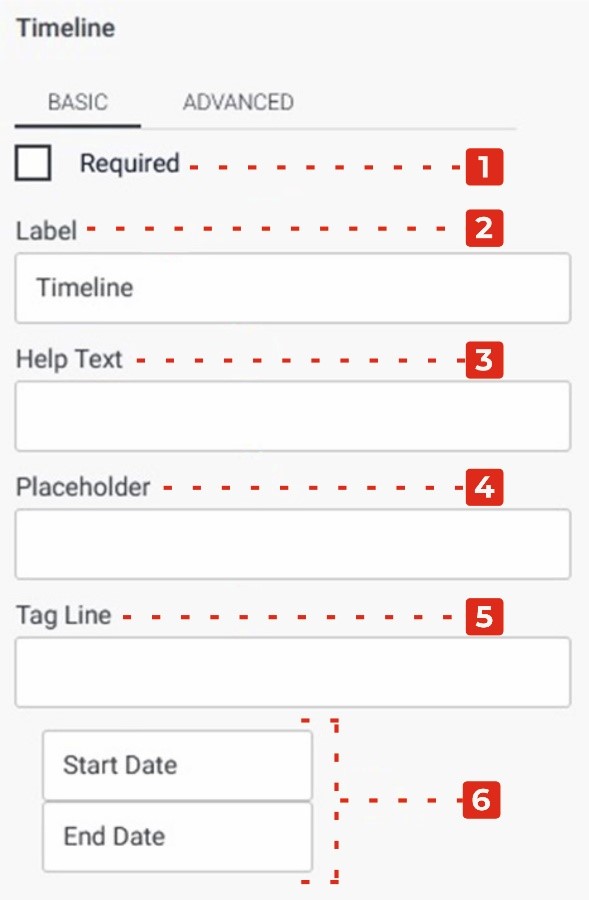 Timeline
BASIC ADVANCED
Required 1
Label 2
Timeline
Help Text 3
Placeholder 4
Tag Line 5
Start Date
6
End Date